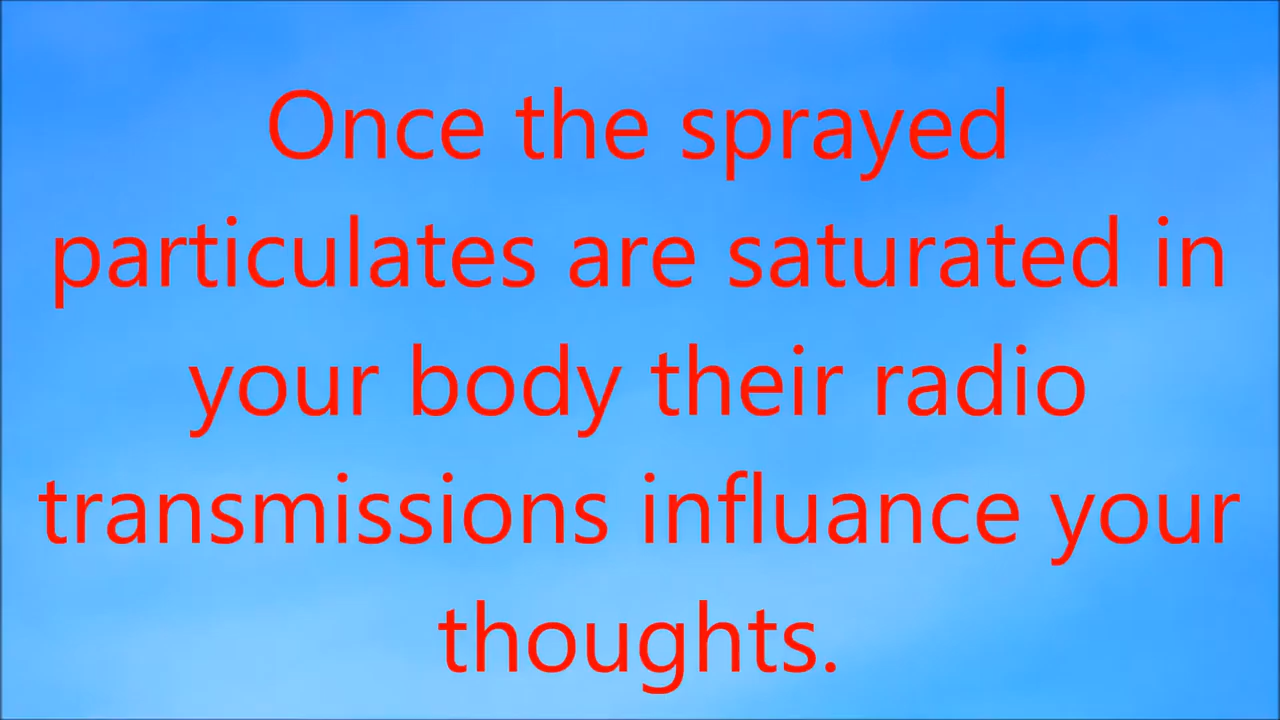 Once the sprayed
particulates are saturated in
your body their radio
transmissions influance your
thoughts.